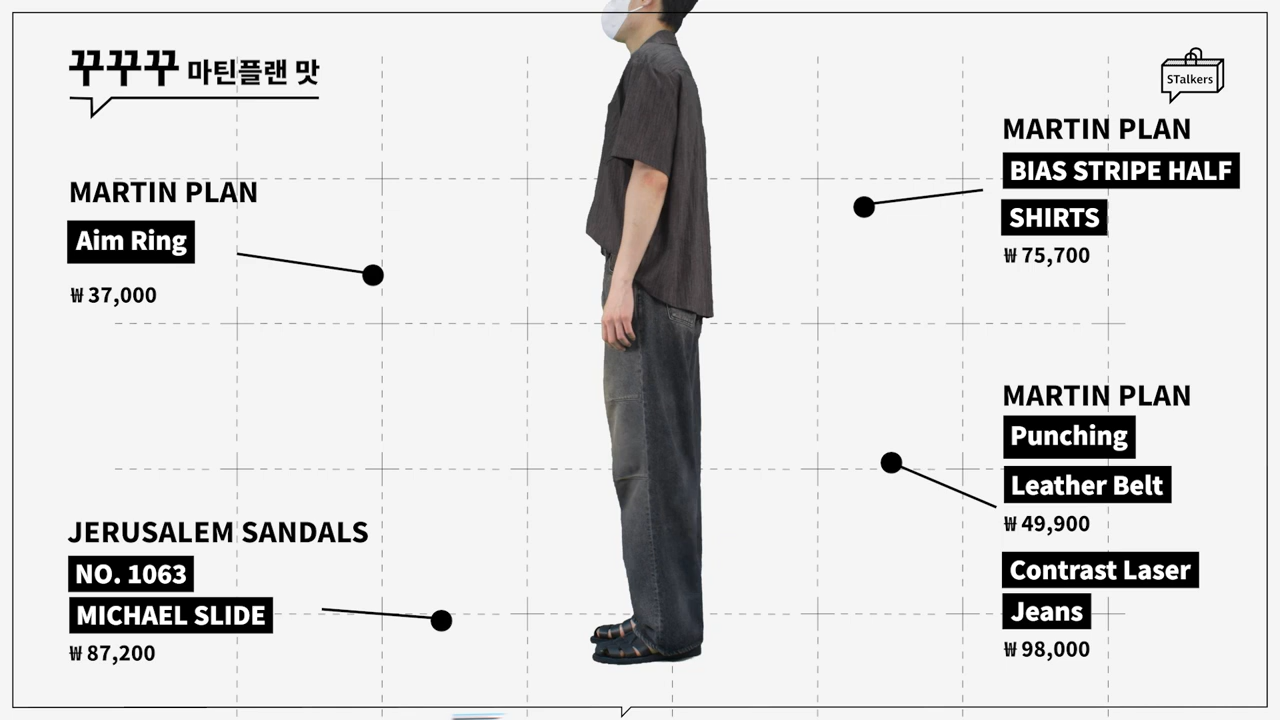 꾸꾸꾸 마틴플랜 맛
STalkers
MARTIN PLAN
Aim Ring
₩ 37,000
JERUSALEM SANDALS
NO. 1063
MICHAEL SLIDE
₩ 87,200
MARTIN PLAN
BIAS STRIPE HALF
SHIRTS
₩ 75,700
MARTIN PLAN
Punching
Leather Belt
₩ 49,900
Contrast Laser
Jeans
₩ 98,000